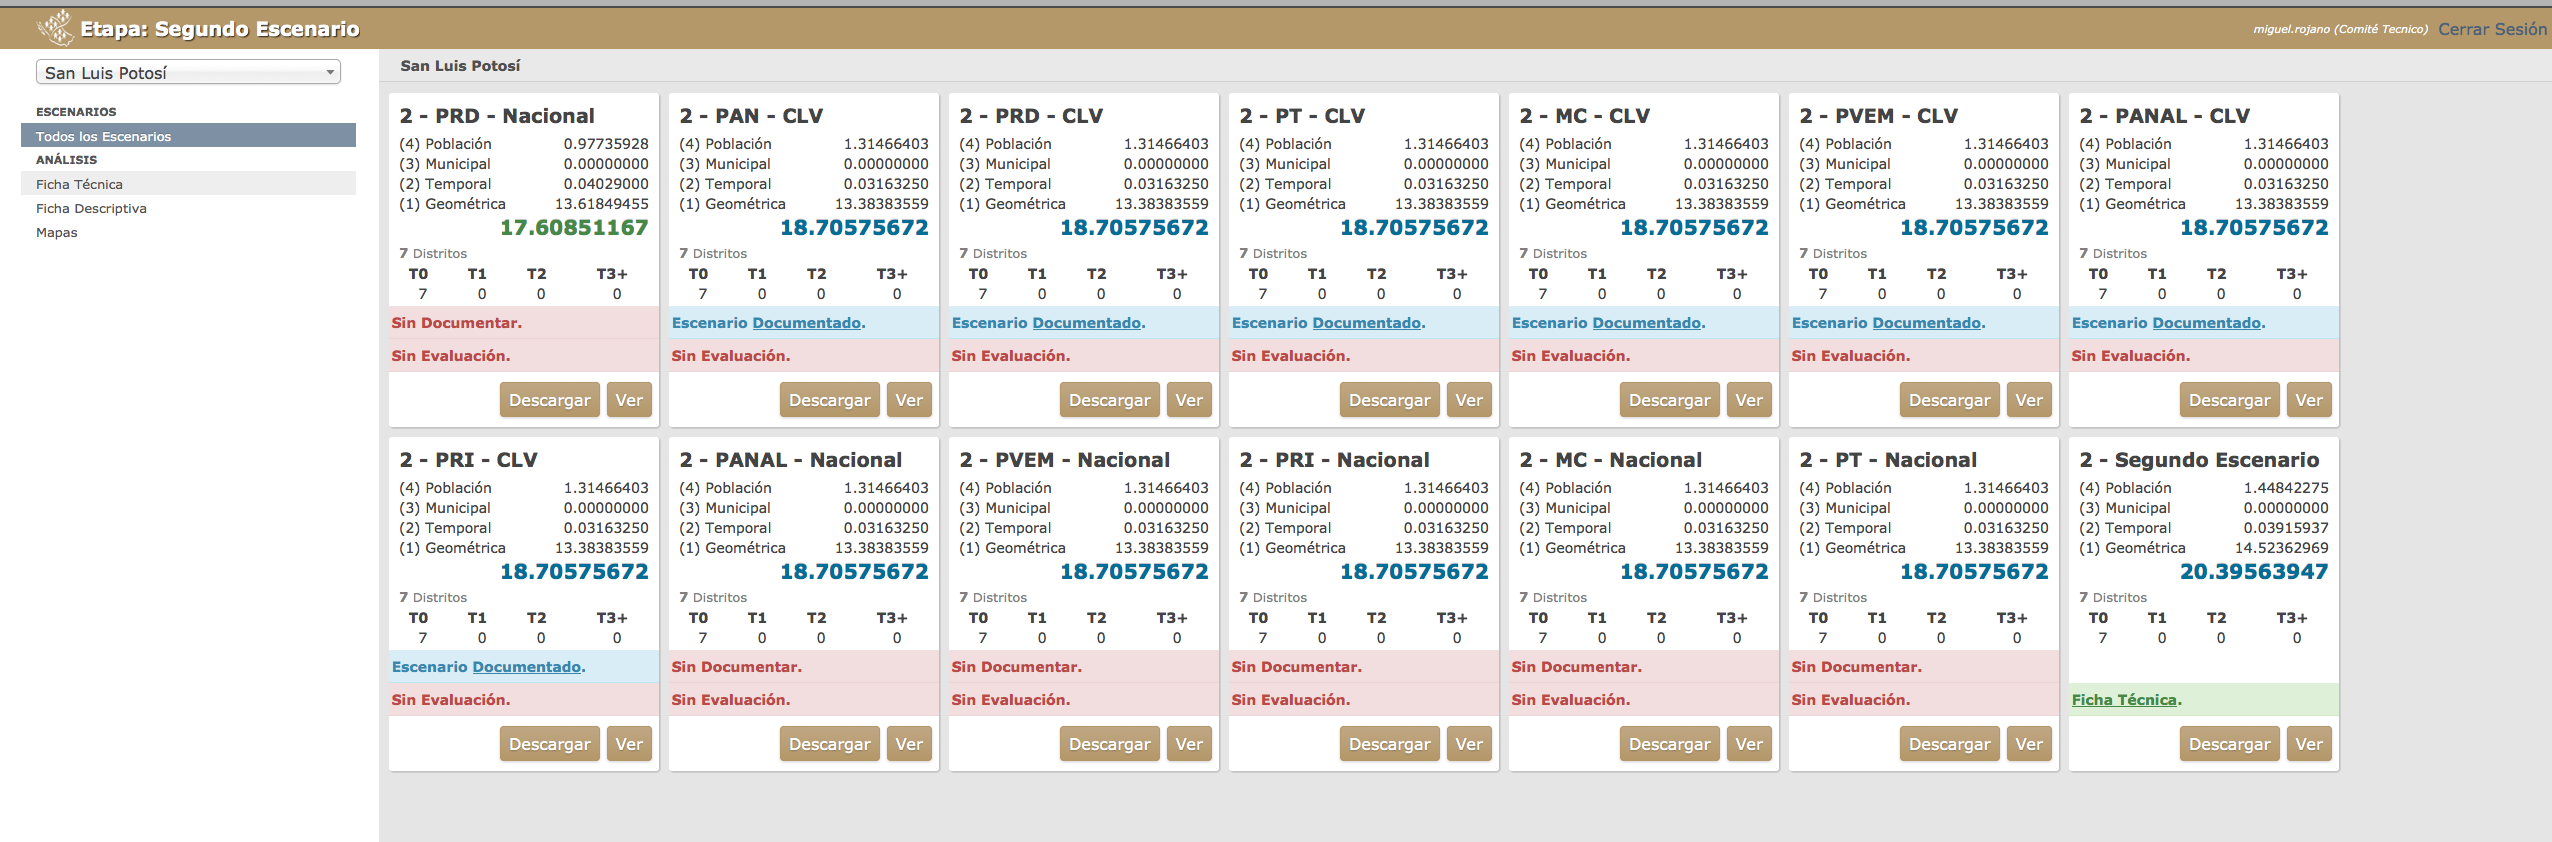 Etapa: Segundo Escenario
miguel.rojano (Comité Tecnico) Cerrar Sesión
San Luis Potosí
ESCENARIOS
Todos los Escenarios
ANÁLISIS
Ficha Técnica
Ficha Descriptiva
Mapas
San Luis Potosí
2 - PRD - Nacional
(4) Población 0.97735928
(3) Municipal 0.00000000
(2) Temporal 0.04029000
(1) Geométrica 13.61849455
17.60851167
7 Distritos
T0 T1 T2 T3+
7 0 0 0
Sin Documentar.
Sin Evaluación.
Descargar Ver
2 - PAN - CLV
(4) Población 1.31466403
(3) Municipal 0.00000000
(2) Temporal 0.03163250
(1) Geométrica 13.38383559
18.70575672
7 Distritos
T0 T1 T2 T3+
7 0 0 0
Escenario Documentado.
Sin Evaluación.
Descargar Ver
2 - PRD - CLV
(4) Población 1.31466403
(3) Municipal 0.00000000
(2) Temporal 0.03163250
(1) Geométrica 13.38383559
18.70575672
7 Distritos
T0 T1 T2 T3+
7 0 0 0
Escenario Documentado.
Sin Evaluación.
Descargar Ver
2 - PT - CLV
(4) Población 1.31466403
(3) Municipal 0.00000000
(2) Temporal 0.03163250
(1) Geométrica 13.38383559
18.70575672
7 Distritos
T0 T1 T2 T3+
7 0 0 0
Escenario Documentado.
Sin Evaluación.
Descargar Ver
2 - MC - CLV
(4) Población 1.31466403
(3) Municipal 0.00000000
(2) Temporal 0.03163250
(1) Geométrica 13.38383559
18.70575672
7 Distritos
T0 T1 T2 T3+
7 0 0 0
Escenario Documentado.
Sin Evaluación.
Descargar Ver
2 - PVEM - CLV
(4) Población 1.31466403
(3) Municipal 0.00000000
(2) Temporal 0.03163250
(1) Geométrica 13.38383559
18.70575672
7 Distritos
T0 T1 T2 T3+
7 0 0 0
Escenario Documentado.
Sin Evaluación.
Descargar Ver
2 - PANAL - CLV
(4) Población 1.31466403
(3) Municipal 0.00000000
(2) Temporal 0.03163250
(1) Geométrica 13.38383559
18.70575672
7 Distritos
T0 T1 T2 T3+
7 0 0 0
Escenario Documentado.
Sin Evaluación.
Descargar Ver
2 - PRI - CLV
(4) Población 1.31466403
(3) Municipal 0.00000000
(2) Temporal 0.03163250
(1) Geométrica 13.38383559
18.70575672
7 Distritos
T0 T1 T2 T3+
7 0 0 0
Escenario Documentado.
Sin Evaluación.
Descargar Ver
2 - PANAL - Nacional
(4) Población 1.31466403
(3) Municipal 0.00000000
(2) Temporal 0.03163250
(1) Geométrica 13.38383559
18.70575672
7 Distritos
T0 T1 T2 T3+
7 0 0 0
Sin Documentar.
Sin Evaluación.
Descargar Ver
2 - PVEM - Nacional
(4) Población 1.31466403
(3) Municipal 0.00000000
(2) Temporal 0.03163250
(1) Geométrica 13.38383559
18.70575672
7 Distritos
T0 T1 T2 T3+
7 0 0 0
Sin Documentar.
Sin Evaluación.
Descargar Ver
2 - PRI - Nacional
(4) Población 1.31466403
(3) Municipal 0.00000000
(2) Temporal 0.03163250
(1) Geométrica 13.38383559
18.70575672
7 Distritos
T0 T1 T2 T3+
7 0 0 0
Sin Documentar.
Sin Evaluación.
Descargar Ver
2 - MC - Nacional
(4) Población 1.31466403
(3) Municipal 0.00000000
(2) Temporal 0.03163250
(1) Geométrica 13.38383559
18.70575672
7 Distritos
T0 T1 T2 T3+
7 0 0 0
Sin Documentar.
Sin Evaluación.
Descargar Ver
2 - PT - Nacional
(4) Población 1.31466403
(3) Municipal 0.00000000
(2) Temporal 0.03163250
(1) Geométrica 13.38383559
18.70575672
7 Distritos
T0 T1 T2 T3+
7 0 0 0
Sin Documentar.
Sin Evaluación.
Descargar Ver
2 - Segundo Escenario
(4) Población 1.44842275
(3) Municipal 0.00000000
(2) Temporal 0.03915937
(1) Geométrica 14.52362969
20.39563947
7 Distritos
T0 T1 T2 T3+
7 0 0 0
Ficha Técnica.
Descargar Ver